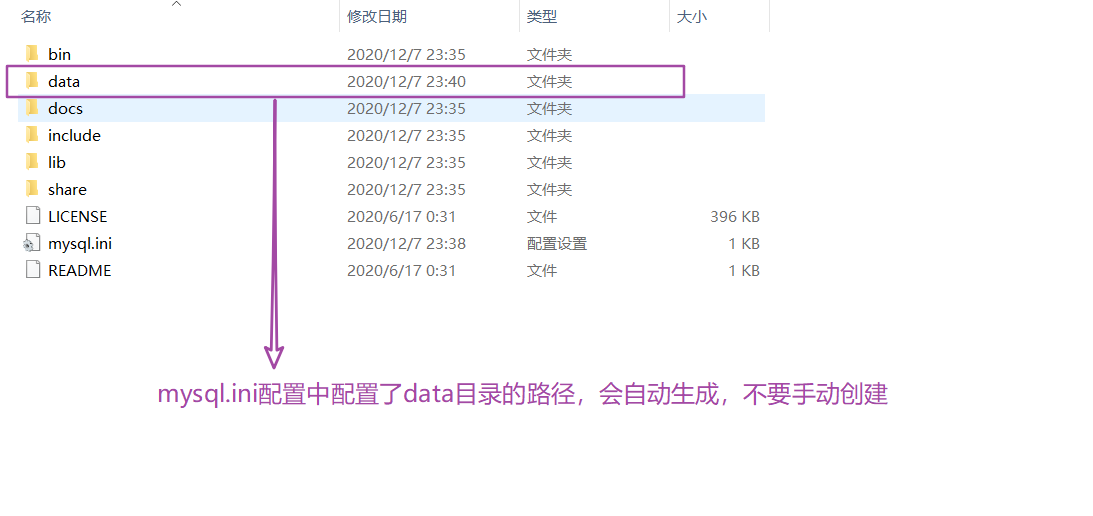 名称 修改日期 类型 大小
bin 2020/12/7 23:35 文件夹
data 2020/12/7 23:40 文件夹
docs 2020/12/7 23:35 文件夹
include 2020/12/7 23:35 文件夹
lib 2020/12/7 23:35 文件夹
share 2020/12/7 23:35 文件夹
LICENSE 2020/6/17 0:31 文件 396 KB
mysql.ini 2020/12/7 23:38 配置设置 1 KB
README 2020/6/17 0:31 文件 1 KB
mysql.ini配置中配置了data目录的路径，会自动生成，不要手动创建